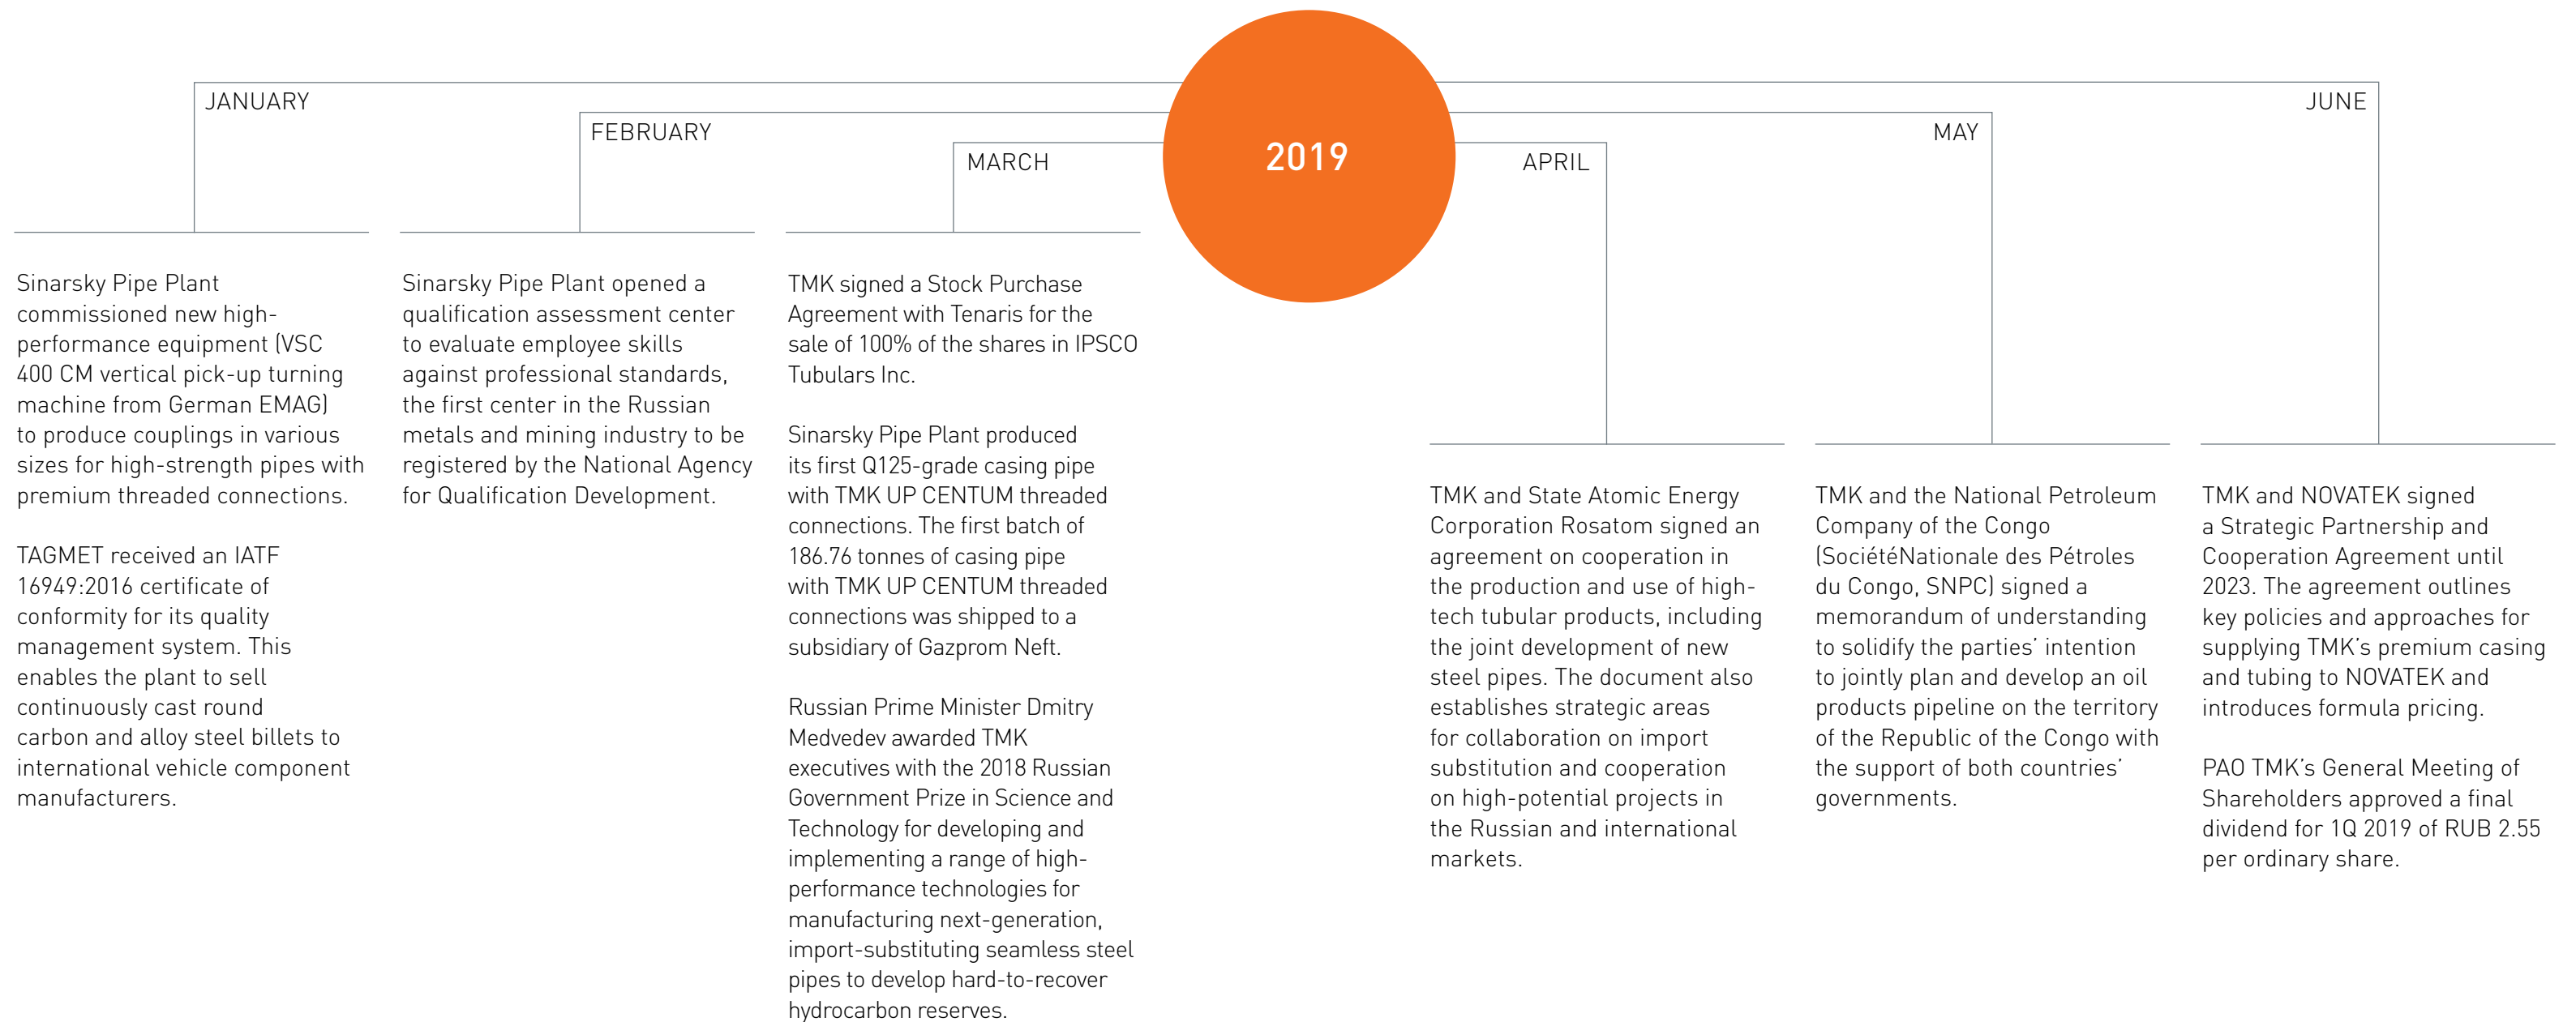 2019
JANUARY
Sinarsky Pipe Plant
commissioned new high-
performance equipment (VSC
400 CM vertical pick-up turning
machine from German EMAG)
to produce couplings in various
sizes for high-strength pipes with
premium threaded connections.
TAGMET received an IATF
16949:2016 certificate of
conformity for its quality
management system. This
enables the plant to sell
continuously cast round
carbon and alloy steel billets to
international vehicle component
manufacturers.
FEBRUARY
Sinarsky Pipe Plant opened a
qualification assessment center
to evaluate employee skills
against professional standards,
the first center in the Russian
metals and mining industry to be
registered by the National Agency
for Qualification Development.
MARCH
TMK signed a Stock Purchase
Agreement with Tenaris for the
sale of 100% of the shares in IPSCO
Tubulars Inc.
Sinarsky Pipe Plant produced
its first Q125-grade casing pipe
with TMK UP CENTUM threaded
connections. The first batch of
186.76 tonnes of casing pipe
with TMK UP CENTUM threaded
connections was shipped to a
subsidiary of Gazprom Neft.
Russian Prime Minister Dmitry
Medvedev awarded TMK
executives with the 2018 Russian
Government Prize in Science and
Technology for developing and
implementing a range of high-
performance technologies for
manufacturing next-generation,
import-substituting seamless steel
pipes to develop hard-to-recover
hydrocarbon reserves.
APRIL
TMK and State Atomic Energy
Corporation Rosatom signed an
agreement on cooperation in
the production and use of high-
tech tubular products, including
the joint development of new
steel pipes. The document also
establishes strategic areas
for collaboration on import
substitution and cooperation
on high-potential projects in
the Russian and international
markets.
MAY
TMK and the National Petroleum
Company of the Congo
(SociétéNationale des Pétroles
du Congo, SNPC) signed a
memorandum of understanding
to solidify the parties’ intention
to jointly plan and develop an oil
products pipeline on the territory
of the Republic of the Congo with
the support of both countries’
governments.
JUNE
TMK and NOVATEK signed
a Strategic Partnership and
Cooperation Agreement until
2023. The agreement outlines
key policies and approaches for
supplying TMK’s premium casing
and tubing to NOVATEK and
introduces formula pricing.
PAO TMK’s General Meeting of
Shareholders approved a final
dividend for 1Q 2019 of RUB 2.55
per ordinary share.